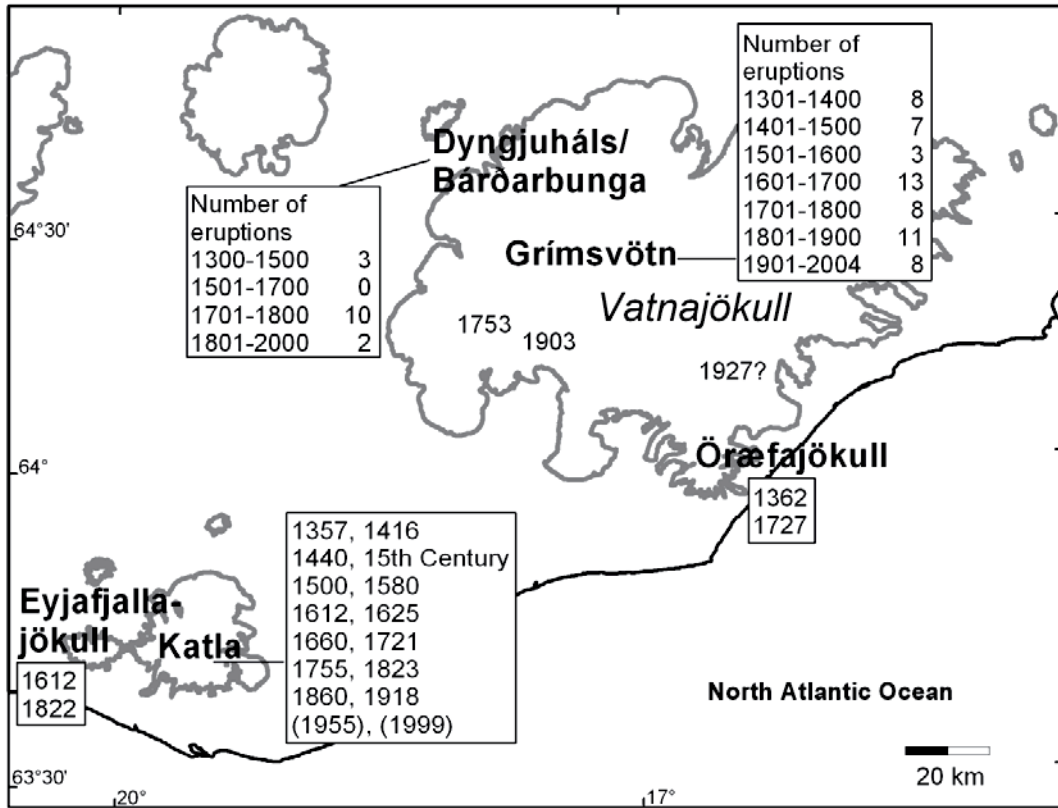 Number of
eruptions
1301-1400 8
1401-1500 7
1501-1600 3
1601-1700 13
1701-1800 8
1801-1900 11
1901-2004 8
Dyngjuháls/
Bárðarbunga
Number of
eruptions
1300-1500 3
1501-1700 0
1701-1800 10
1801-2000 2
64°30'
Grímsvötn
Vatnajökull
1753
1903
1927?
64°
Öræfajökull
1362
1727
1357, 1416
1440, 15th Century
1500, 1580
1612, 1625
1660, 1721
1755, 1823
1860, 1918
(1955), (1999)
Eyjafjalla-
jökull
Katla
1612
1822
North Atlantic Ocean
20 km
63°30'
20°
17°